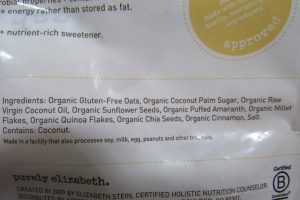 = energy rather than stored as fat.
* nutrient-rich sweetener.
approved
Ingredients: Organic Gluten-Free Oats, Organic Coconut Palm Sugar, Organic Raw
Virgin Coconut Oil, Organic Sunflower Seeds, Organic Puffed Amaranth, Organic Millet
Flakes, Organic Quinoa Flakes, Organic Chia Seeds, Organic Cinnamon, Salt.
Contains: Coconut.
Made in a facility that also processes soy, milk, egg, peanuts and other tree nuts.
purely elizabeth.
CREATED IN 2009 BY ELIZABETH STEIN, CERTIFIED HOLISTIC NUTRITION COUNSELOR.
DISTRIBUTED BY
Certified
B